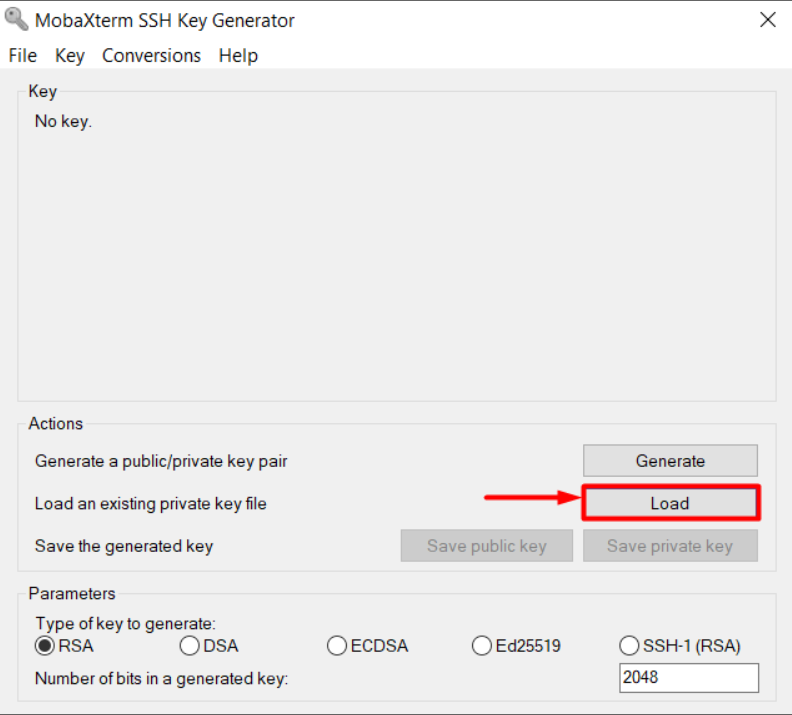 MobaXterm SSH Key Generator
File Key Conversions Help
Key
No key.
Actions
Generate a public/private key pair Generate
Load an existing private key file Load
Save the generated key Save public key Save private key
Parameters
Type of key to generate:
RSA DSA ECDSA Ed25519 SSH-1 (RSA)
Number of bits in a generated key: 2048